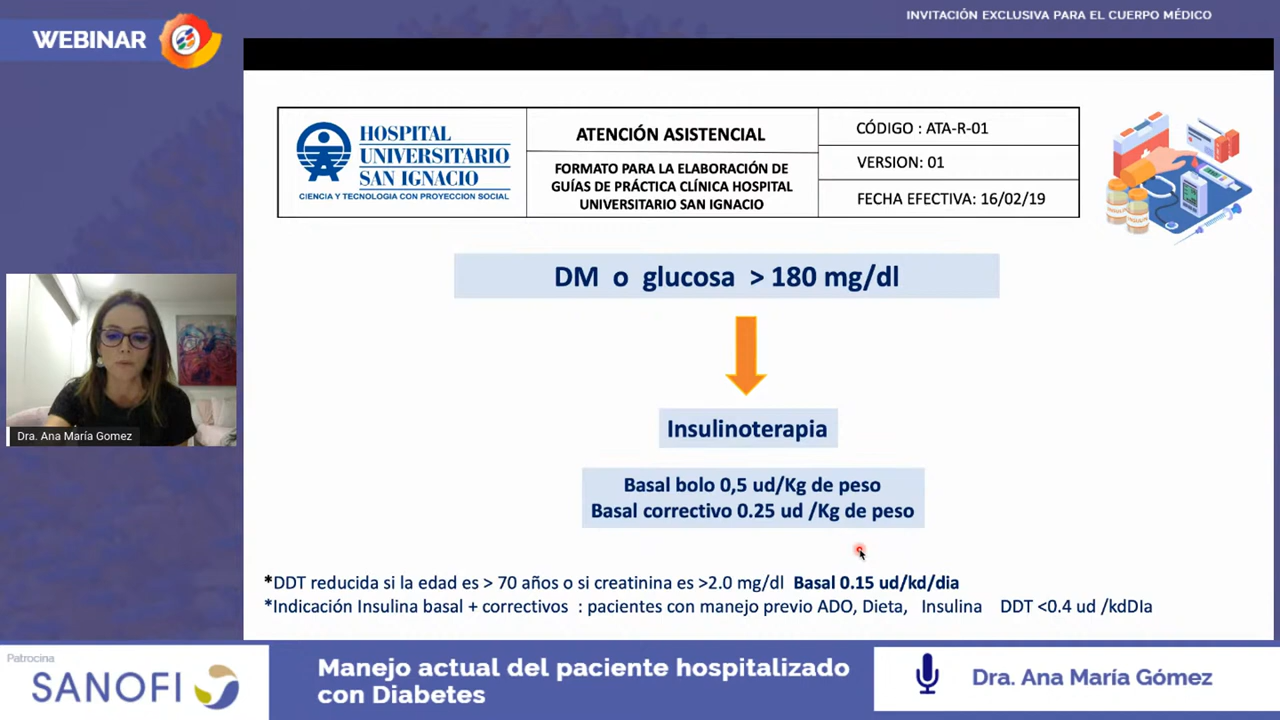 INVITACIÓN EXCLUSIVA PARA EL CUERPO MÉDICO
WEBINAR
HOSPITAL
UNIVERSITARIO
SAN IGNACIO
CIENCIA Y TECNOLOGIA CON PROYECCION SOCIAL
ATENCIÓN ASISTENCIAL
FORMATO PARA LA ELABORACIÓN DE
GUÍAS DE PRÁCTICA CLÍNICA HOSPITAL
UNIVERSITARIO SAN IGNACIO
CÓDIGO : ATA-R-01
VERSION: 01
FECHA EFECTIVA: 16/02/19
DM o glucosa > 180 mg/dl
Insulinoterapia
Basal bolo 0,5 ud/Kg de peso
Basal correctivo 0.25 ud /Kg de peso
*DDT reducida si la edad es > 70 años o si creatinina es >2.0 mg/dl Basal 0.15 ud/kd/dia
*Indicación Insulina basal + correctivos : pacientes con manejo previo ADO, Dieta, Insulina DDT <0.4 ud /kdDIa
Dra. Ana María Gomez
Patrocina
SANOFI
Manejo actual del paciente hospitalizado
con Diabetes
Dra. Ana María Gómez